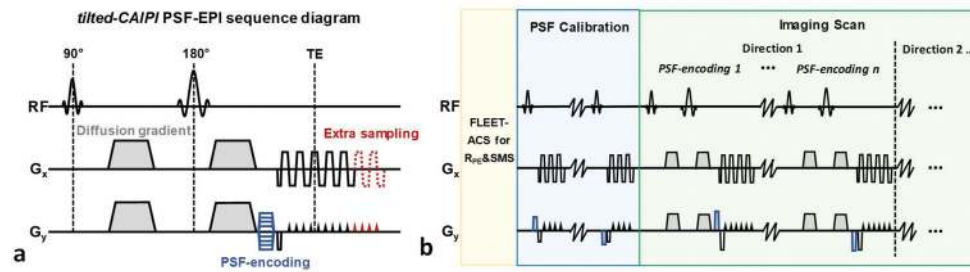 tilted-CAIPI PSF-EPI sequence diagram
90° 180° TE
RF
Diffusion gradient
Extra sampling
Gx
Gy
PSF-encoding
a
PSF Calibration
Imaging Scan
Direction 1
Direction 2 ..
PSF-encoding 1 ··· PSF-encoding n
RF
···
FLEET-
ACS for
RPE&SMS
Gx
···
Gy
···
b